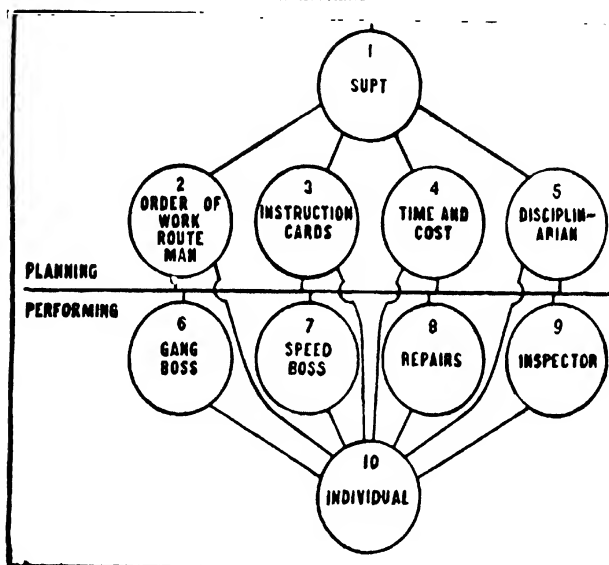 1
SUPT
2
ORDER OF
WORK
ROUTE
MAN
3
INSTRUCTION
CARDS
4
TIME AND
COST
5
DISCIPLIN-
ARIAN
PLANNING
PERFORMING
6
GANG
BOSS
7
SPEED
BOSS
8
REPAIRS
9
INSPECTOR
10
INDIVIDUAL